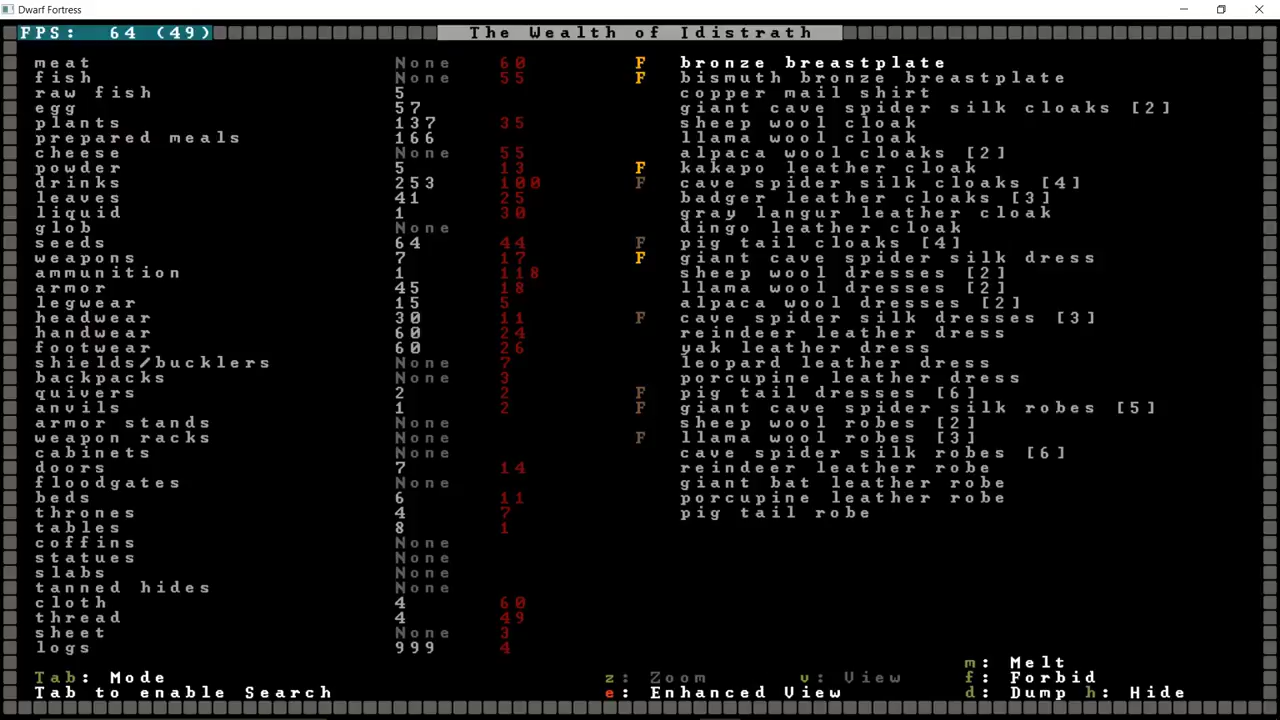 Dwarf Fortress
FPS: 64 (49) The Wealth of Idistrath
meat None 60 F bronze breastplate
fish None 55 F bismuth bronze breastplate
raw fish 5 copper mail shirt
egg 57 giant cave spider silk cloaks [2]
plants 137 35 sheep wool cloak
prepared meals 166 llama wool cloak
cheese None 55 alpaca wool cloaks [2]
powder 5 13 F kakapo leather cloak
drinks 253 100 F cave spider silk cloaks [4]
leaves 41 25 badger leather cloaks [3]
liquid 1 30 gray langur leather cloak
glob None dingo leather cloak
seeds 64 44 F pig tail cloaks [4]
weapons 7 17 F giant cave spider silk dress
ammunition 1 118 sheep wool dresses [2]
armor 45 18 llama wool dresses [2]
legwear 15 5 alpaca wool dresses [2]
headwear 30 11 F cave spider silk dresses [3]
handwear 60 24 reindeer leather dress
footwear 60 26 yak leather dress
shields/bucklers None 7 leopard leather dress
backpacks None 3 porcupine leather dress
quivers 2 2 F pig tail dresses [6]
anvils 1 2 F giant cave spider silk robes [5]
armor stands None sheep wool robes [2]
weapon racks None F llama wool robes [3]
cabinets None cave spider silk robes [6]
doors 7 14 reindeer leather robe
floodgates None giant bat leather robe
beds 6 11 porcupine leather robe
thrones 4 7 pig tail robe
tables 8 1
coffins None
statues None
slabs None
tanned hides None
cloth 4 60
thread 4 49
sheet None 3
logs 999 4
m: Melt
Tab: Mode z: Zoom v: View f: Forbid
Tab to enable Search e: Enhanced View d: Dump h: Hide